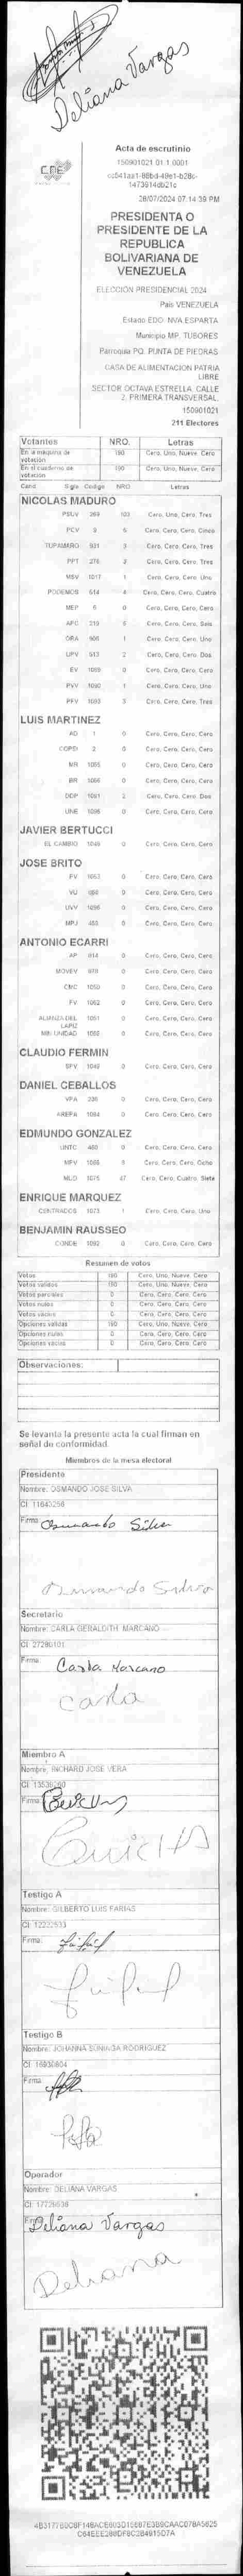 Deliana Vargas
CNE
Acta de escrutinio
150901021.01.1.0001
28/07/2024 07:14:39 PM
PRESIDENTA O
PRESIDENTE DE LA
REPUBLICA
BOLIVARIANA DE
VENEZUELA
ELECCIÓN PRESIDENCIAL 2024
País VENEZUELA
Estado EDO. NVA.ESPARTA
Municipio MP. TUBORES
Parroquia PQ. PUNTA DE PIEDRAS
CASA DE ALIMENTACION PATRIA
LIBRE
SECTOR OCTAVA ESTRELLA. CALLE
2, PRIMERA TRANSVERSAL.
150901021
211 Electores
Votantes NRO. Letras
En la máquina de votación 190 Cero, Uno, Nueve, Cero
En el cuaderno de votación 190 Cero, Uno, Nueve, Cero
Cand Sigla Código NRO Letras
NICOLAS MADURO
PSUV 269 103 Cero, Uno, Cero, Tres
PCV 9 5 Cero, Cero, Cero, Cinco
TUPAMARO 931 3 Cero, Cero, Cero, Tres
PPT 276 3 Cero, Cero, Cero, Tres
MSV 1017 1 Cero, Cero, Cero, Uno
PODEMOS 514 4 Cero, Cero, Cero, Cuatro
MEP 5 0 Cero, Cero, Cero, Cero
APC 219 6 Cero, Cero, Cero, Seis
ORA 906 1 Cero, Cero, Cero, Uno
UPV 513 2 Cero, Cero, Cero, Dos
EV 0 Cero, Cero, Cero, Cero
PVV 1090 1 Cero, Cero, Cero, Uno
PFV 1093 3 Cero, Cero, Cero, Tres
LUIS MARTINEZ
AD 1 0 Cero, Cero, Cero, Cero
COPEI 2 0 Cero, Cero, Cero, Cero
MR 1055 0 Cero, Cero, Cero, Cero
BR 1066 0 Cero, Cero, Cero, Cero
DDP 1091 2 Cero, Cero, Cero, Dos
UNE 1096 0 Cero, Cero, Cero, Cero
JAVIER BERTUCCI
EL CAMBIO 1048 0 Cero, Cero, Cero, Cero
JOSE BRITO
PV 1053 0 Cero, Cero, Cero, Cero
VU 0 Cero, Cero, Cero, Cero
UVV 1095 0 Cero, Cero, Cero, Cero
MPJ 455 0 Cero, Cero, Cero, Cero
ANTONIO ECARRI
AP 914 0 Cero, Cero, Cero, Cero
MOVEV 978 0 Cero, Cero, Cero, Cero
CMC 1050 0 Cero, Cero, Cero, Cero
FV 1062 0 Cero, Cero, Cero, Cero
ALIANZA DEL LAPIZ 1051 0 Cero, Cero, Cero, Cero
MIN UNIDAD 0 Cero, Cero, Cero, Cero
CLAUDIO FERMIN
SPV 1049 0 Cero, Cero, Cero, Cero
DANIEL CEBALLOS
VPA 0 Cero, Cero, Cero, Cero
AREPA 1084 0 Cero, Cero, Cero, Cero
EDMUNDO GONZALEZ
UNTC 460 0 Cero, Cero, Cero, Cero
MPV 8 Cero, Cero, Cero, Ocho
MUD 1075 47 Cero, Cero, Cuatro, Siete
ENRIQUE MARQUEZ
CENTRADOS 1073 1 Cero, Cero, Cero, Uno
BENJAMIN RAUSSEO
CONDE 1092 0 Cero, Cero, Cero, Cero
Resumen de votos
Votos 190 Cero, Uno, Nueve, Cero
Votos válidos 190 Cero, Uno, Nueve, Cero
Votos parciales 0 Cero, Cero, Cero, Cero
Votos nulos 0 Cero, Cero, Cero, Cero
Votos vacíos 0 Cero, Cero, Cero, Cero
Opciones válidas 190 Cero, Uno, Nueve, Cero
Opciones nulas 0 Cero, Cero, Cero, Cero
Opciones vacías 0 Cero, Cero, Cero, Cero
Observaciones:
Se levanta la presente acta la cual firman en
señal de conformidad.
Miembros de la mesa electoral
Presidente
Nombre: OSMANDO JOSE SILVA
CI: 11643256
Firma: Osmando Silva
Osmando Silva
Secretario
Nombre: CARLA GERALDITH MARCANO
CI: 27290101
Firma: Carla Marcano
Carla
Miembro A
Nombre: RICHARD JOSE VERA
CI:
Firma:
Testigo A
Nombre: GILBERTO LUIS FARIAS
CI: 12222533
Firma:
Testigo B
Nombre: JOHANNA SUNINGA RODRIGUEZ
CI: 16930804
Firma:
Operador
Nombre: DELIANA VARGAS
CI: 17729538
Firma: Deliana Vargas
Deliana